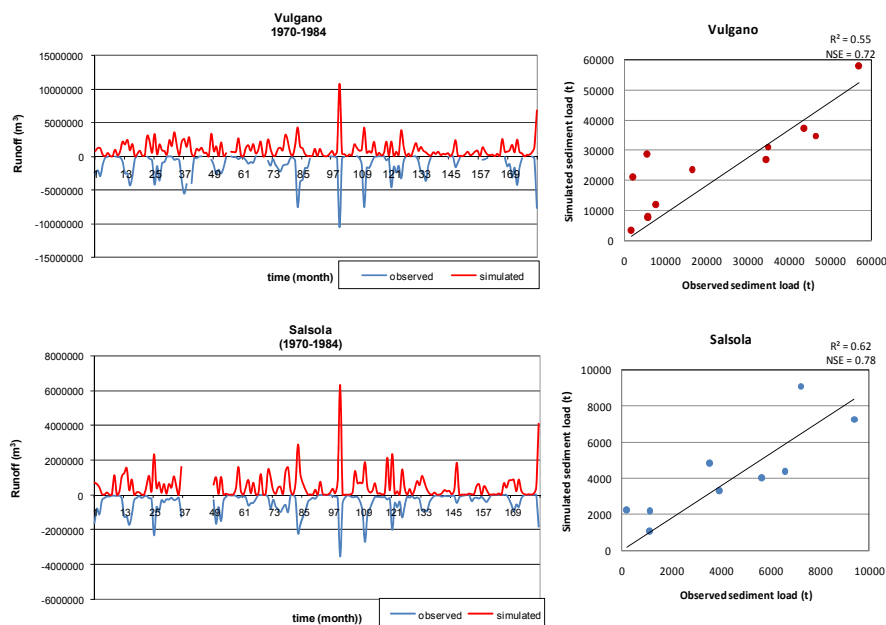 Vulgano
1970-1984
15000000
10000000
5000000
0
-5000000
-10000000
-15000000
Runoff (m³)
1 13 25 37 49 61 73 85 97 109 121 133 145 157 169
time (month)
observed simulated
Vulgano
R² = 0.55
NSE = 0.72
60000
50000
40000
30000
20000
10000
0
Simulated sediment load (t)
0 10000 20000 30000 40000 50000 60000
Observed sediment load (t)
Salsola
(1970-1984)
8000000
6000000
4000000
2000000
0
-2000000
-4000000
-6000000
Runoff (m³)
1 13 25 37 49 61 73 85 97 109 121 133 145 157 169
time (month))
observed simulated
Salsola
R² = 0.62
NSE = 0.78
10000
8000
6000
4000
2000
0
Simulated sediment load (t)
0 2000 4000 6000 8000 10000
Observed sediment load (t)